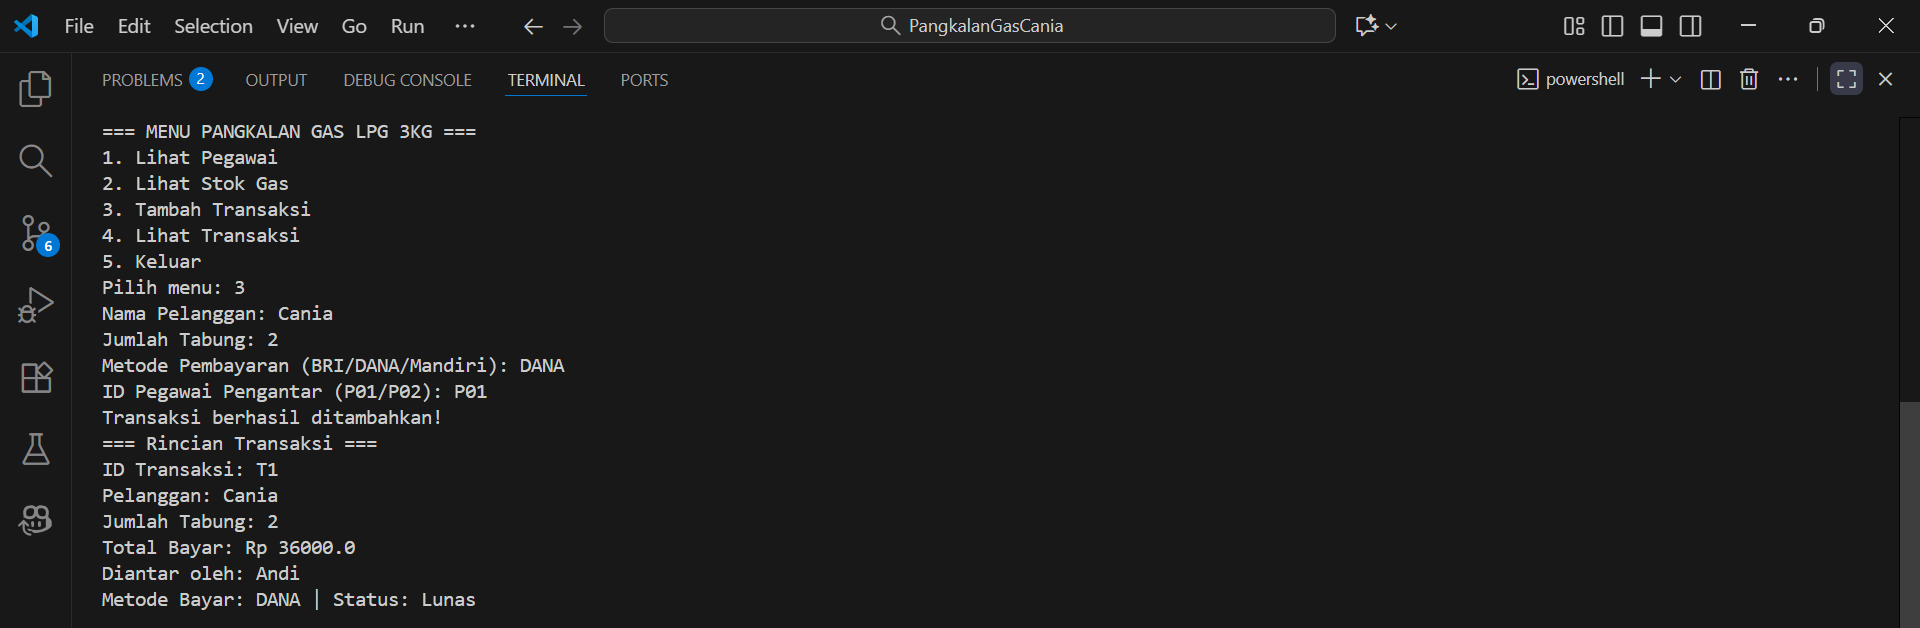 File Edit Selection View Go Run ··· PangkalanGasCania
PROBLEMS 2 OUTPUT DEBUG CONSOLE TERMINAL PORTS powershell
=== MENU PANGKALAN GAS LPG 3KG ===
1. Lihat Pegawai
2. Lihat Stok Gas
3. Tambah Transaksi
4. Lihat Transaksi
5. Keluar
6
Pilih menu: 3
Nama Pelanggan: Cania
Jumlah Tabung: 2
Metode Pembayaran (BRI/DANA/Mandiri): DANA
ID Pegawai Pengantar (P01/P02): P01
Transaksi berhasil ditambahkan!
=== Rincian Transaksi ===
ID Transaksi: T1
Pelanggan: Cania
Jumlah Tabung: 2
Total Bayar: Rp 36000.0
Diantar oleh: Andi
Metode Bayar: DANA | Status: Lunas